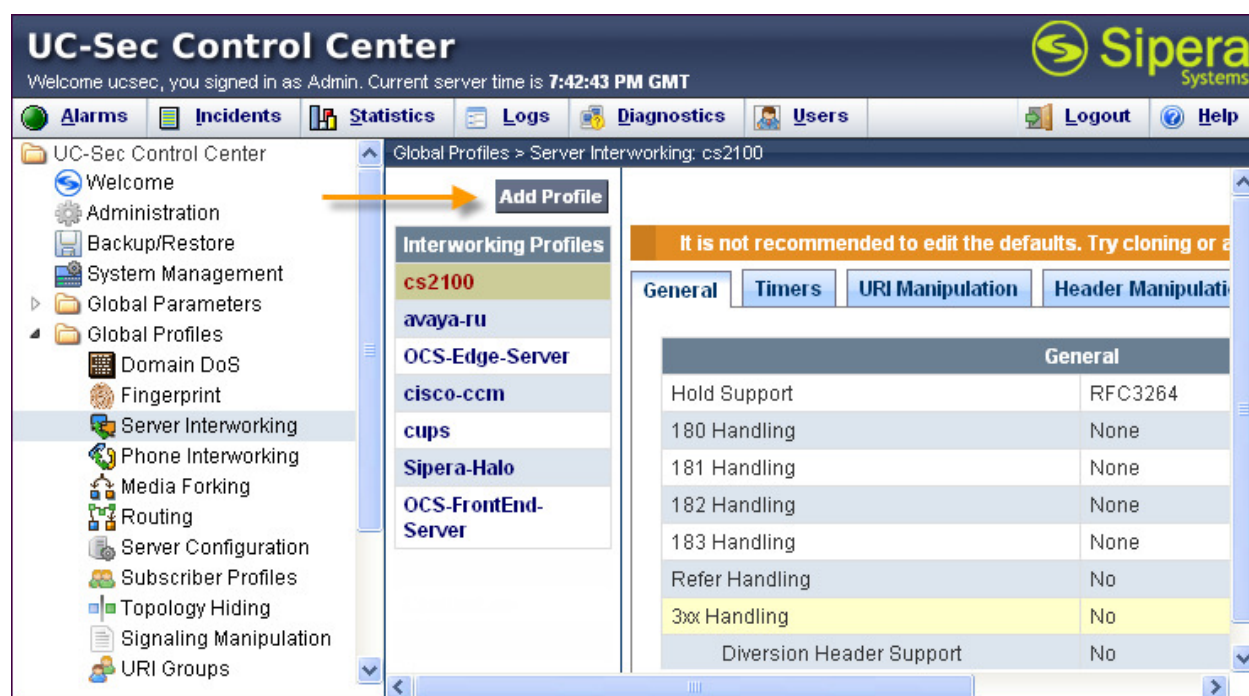 UC-Sec Control Center
Welcome ucsec, you signed in as Admin. Current server time is 7:42:43 PM GMT
Sipera
Systems
Alarms Incidents Statistics Logs Diagnostics Users Logout Help
UC-Sec Control Center
Welcome
Administration
Backup/Restore
System Management
Global Parameters
Global Profiles
Domain DoS
Fingerprint
Server Interworking
Phone Interworking
Media Forking
Routing
Server Configuration
Subscriber Profiles
Topology Hiding
Signaling Manipulation
URI Groups
Global Profiles > Server Interworking: cs2100
Add Profile
Interworking Profiles
cs2100
avaya-ru
OCS-Edge-Server
cisco-ccm
cups
Sipera-Halo
OCS-FrontEnd-
Server
It is not recommended to edit the defaults. Try cloning or a
General Timers URI Manipulation Header Manipulati
General
Hold Support RFC3264
180 Handling None
181 Handling None
182 Handling None
183 Handling None
Refer Handling No
3xx Handling No
Diversion Header Support No